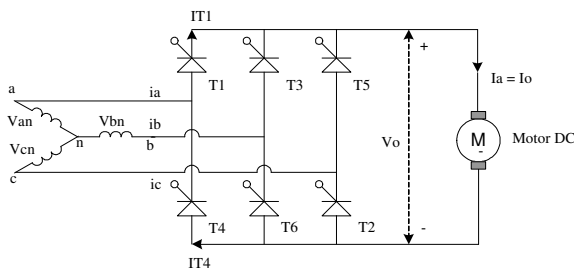 IT1
+
T1
T3
T5
Ia = Io
a
ia
Van
Vbn
ib
n
b
Vcn
Vo
M
-
Motor DC
c
ic
T4
T6
T2
-
IT4